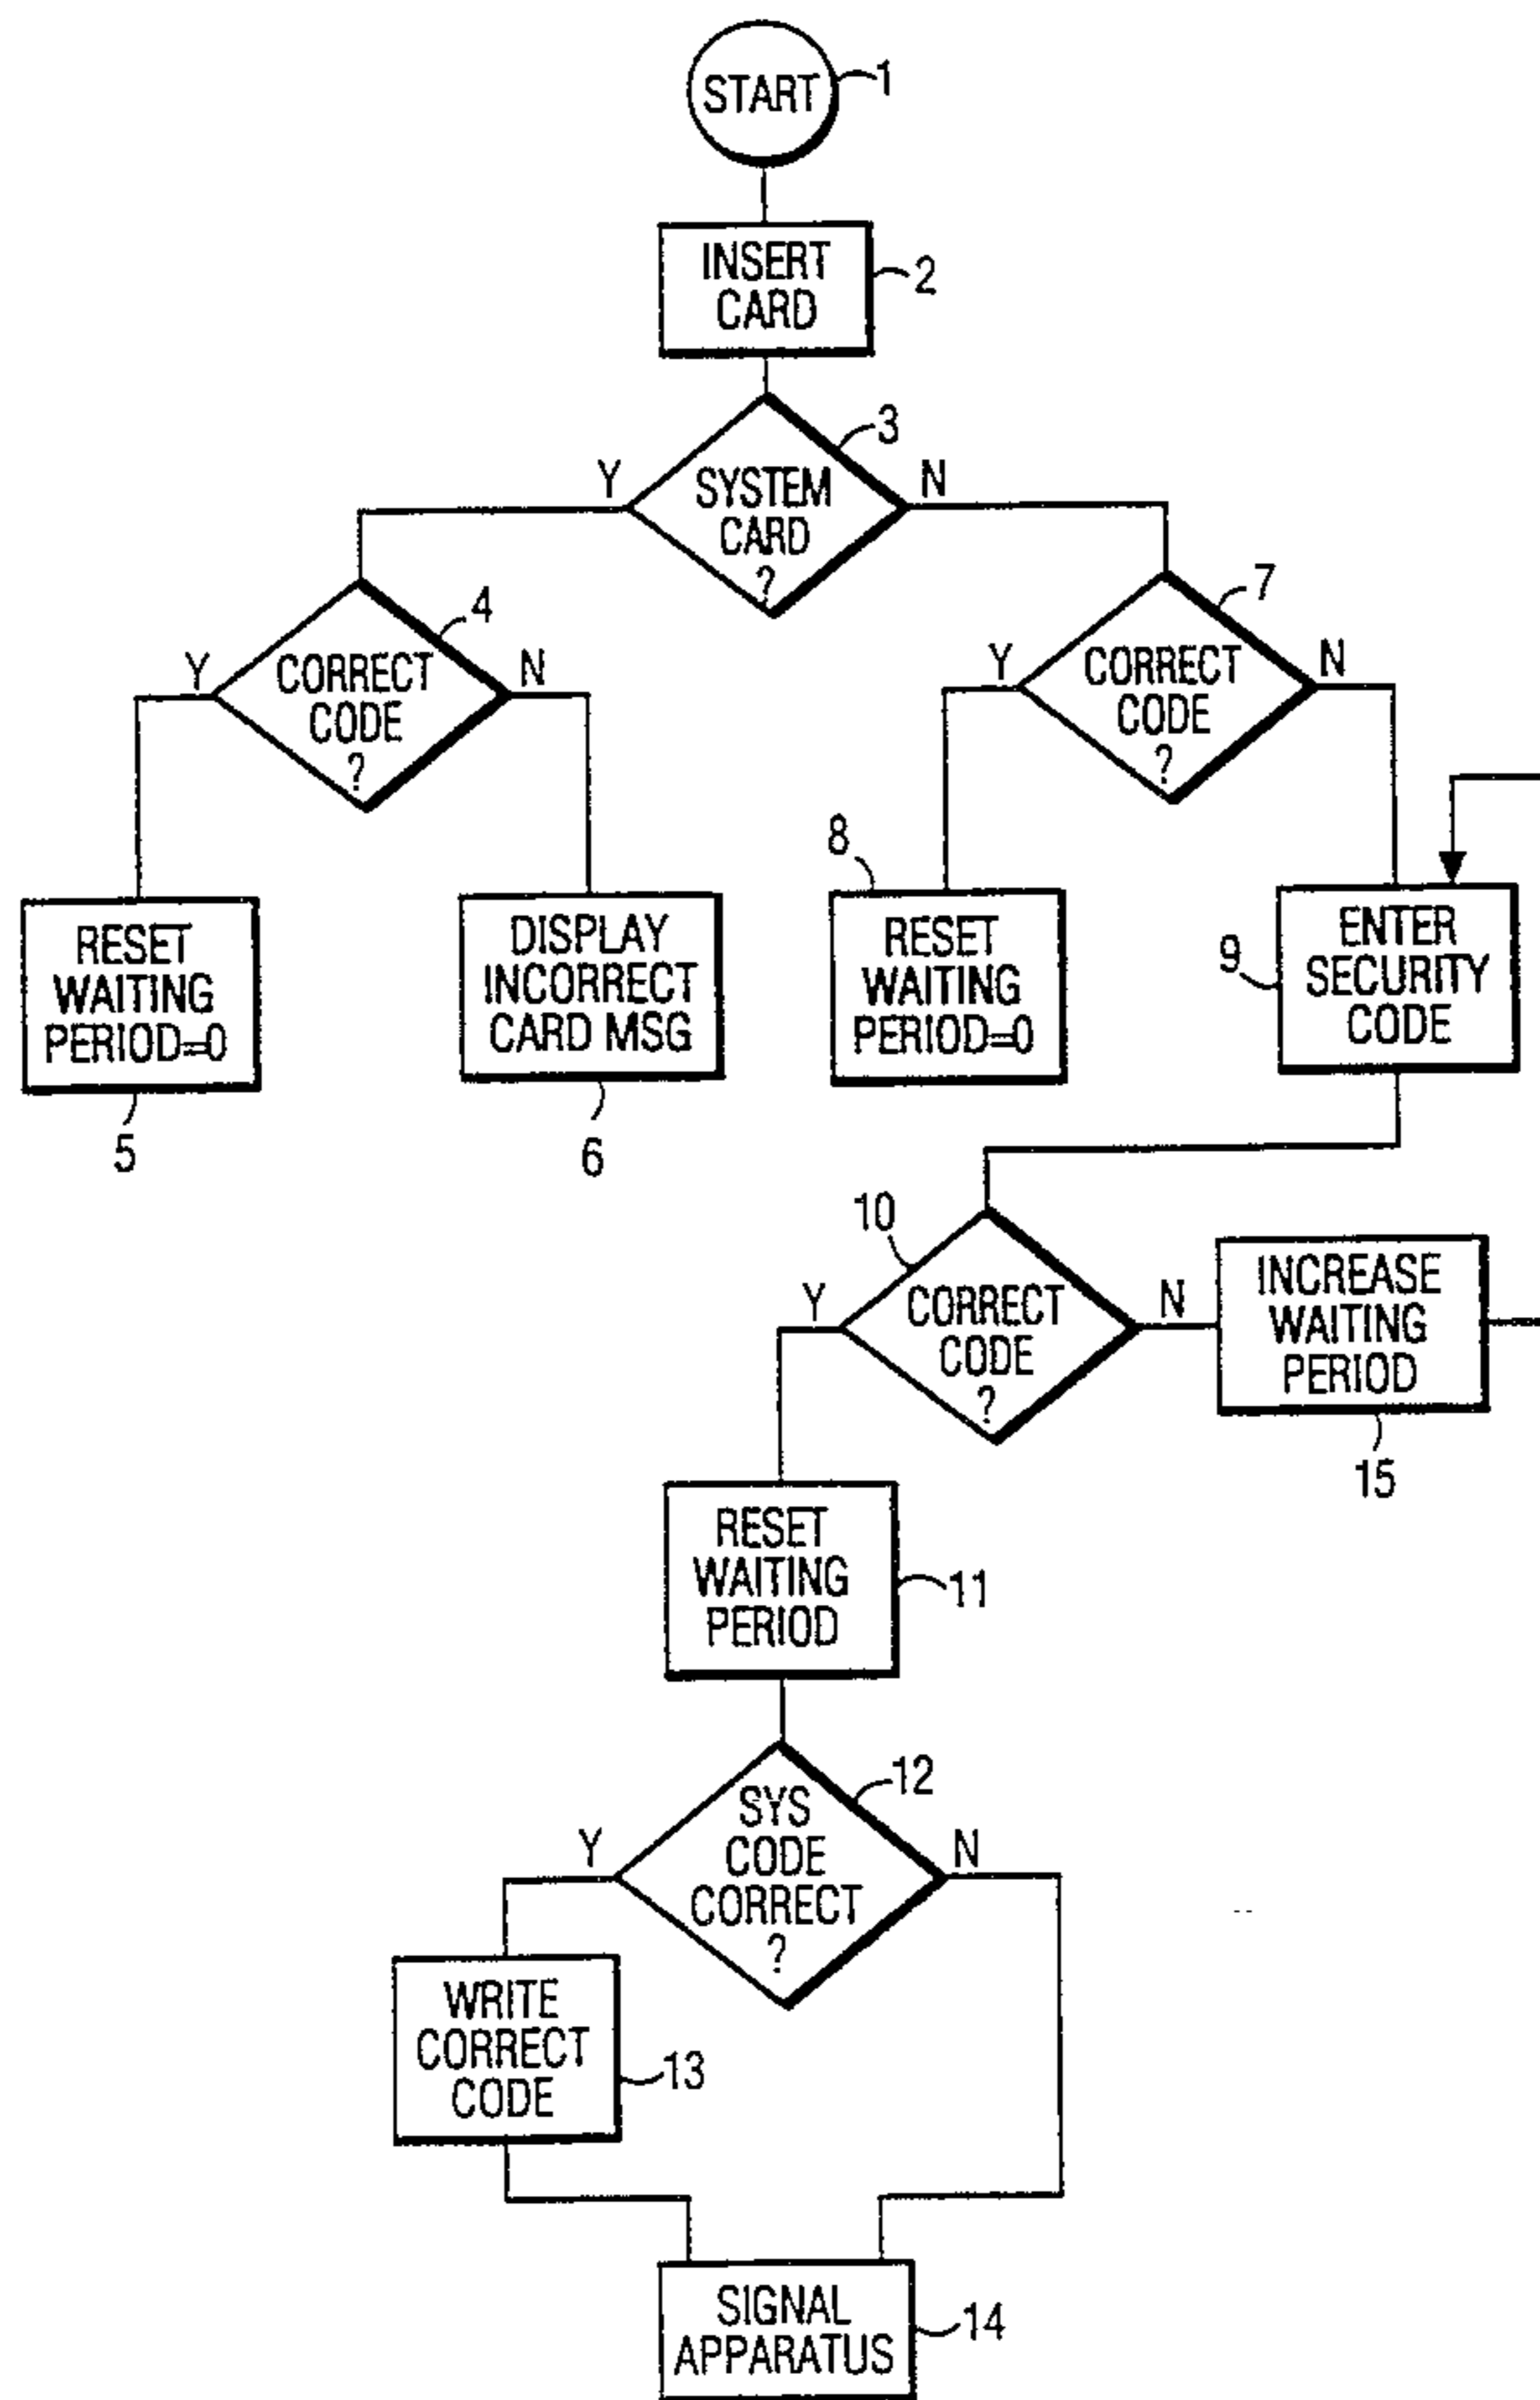 START
1
INSERT
CARD
2
3
Y
SYSTEM
CARD
?
N
4
Y
CORRECT
CODE
?
N
7
Y
CORRECT
CODE
?
N
RESET
WAITING
PERIOD=0
5
DISPLAY
INCORRECT
CARD MSG
6
8
RESET
WAITING
PERIOD=0
9
ENTER
SECURITY
CODE
10
Y
CORRECT
CODE
?
N
INCREASE
WAITING
PERIOD
15
RESET
WAITING
PERIOD
11
12
Y
SYS
CODE
CORRECT
?
N
WRITE
CORRECT
CODE
13
SIGNAL
APPARATUS
14